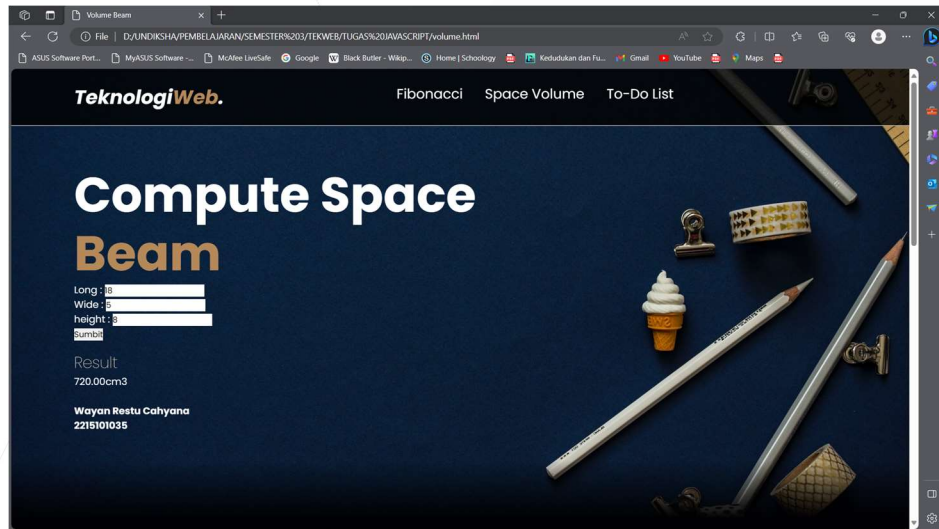 Volume Beam
File | D:/UNDIKSHA/PEMBELAJARAN/SEMESTER%203/TEKWEB/TUGAS%20JAVASCRIPT/volume.html
ASUS Software Port... MyASUS Software -... McAfee LiveSafe Google Black Butler - Wikip... Home | Schoology Kedudukan dan Fu... Gmail YouTube Maps
TeknologiWeb. Fibonacci Space Volume To-Do List
Compute Space
Beam
Long : 18
Wide : 5
height : 8
Sumbit
Result
720.00cm3
Wayan Restu Cahyana
2215101035